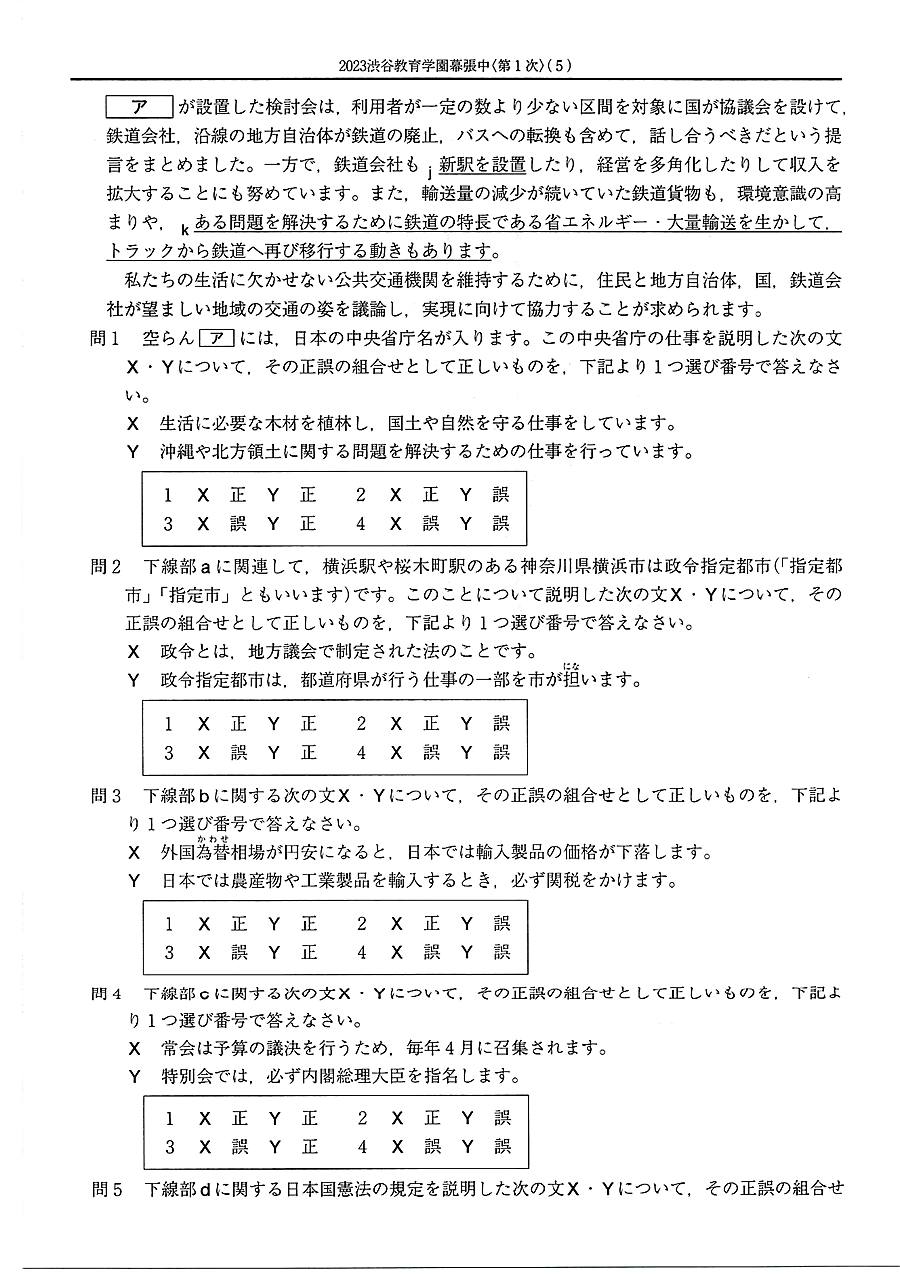 2023渋谷教育学園幕張中〈第1次〉(5)
アが設置した検討会は，利用者が一定の数より少ない区間を対象に国が協議会を設けて，
鉄道会社，沿線の地方自治体が鉄道の廃止，バスへの転換も含めて，話し合うべきだという提
言をまとめました。一方で，鉄道会社もj新駅を設置したり，経営を多角化したりして収入を
拡大することにも努めています。また，輸送量の減少が続いていた鉄道貨物も，環境意識の高
まりや，kある問題を解決するために鉄道の特長である省エネルギー・大量輸送を生かして，
トラックから鉄道へ再び移行する動きもあります。
私たちの生活に欠かせない公共交通機関を維持するために，住民と地方自治体，国，鉄道会
社が望ましい地域の交通の姿を議論し，実現に向けて協力することが求められます。
問1 空らんアには，日本の中央省庁名が入ります。この中央省庁の仕事を説明した次の文
X・Yについて，その正誤の組合せとして正しいものを，下記より1つ選び番号で答えなさ
い。
X 生活に必要な木材を植林し，国土や自然を守る仕事をしています。
Y 沖縄や北方領土に関する問題を解決するための仕事を行っています。
1 X 正 Y 正 2 X 正 Y 誤
3 X 誤 Y 正 4 X 誤 Y 誤
問2 下線部aに関連して，横浜駅や桜木町駅のある神奈川県横浜市は政令指定都市(「指定都
市」「指定市」ともいいます)です。このことについて説明した次の文X・Yについて，その
正誤の組合せとして正しいものを，下記より1つ選び番号で答えなさい。
X 政令とは，地方議会で制定された法のことです。
Y 政令指定都市は，都道府県が行う仕事の一部を市が担にないます。
1 X 正 Y 正 2 X 正 Y 誤
3 X 誤 Y 正 4 X 誤 Y 誤
問3 下線部bに関する次の文X・Yについて，その正誤の組合せとして正しいものを，下記よ
り1つ選び番号で答えなさい。
X 外国為替かわせ相場が円安になると，日本では輸入製品の価格が下落します。
Y 日本では農産物や工業製品を輸入するとき，必ず関税をかけます。
1 X 正 Y 正 2 X 正 Y 誤
3 X 誤 Y 正 4 X 誤 Y 誤
問4 下線部cに関する次の文X・Yについて，その正誤の組合せとして正しいものを，下記よ
り1つ選び番号で答えなさい。
X 常会は予算の議決を行うため，毎年4月に召集されます。
Y 特別会では，必ず内閣総理大臣を指名します。
1 X 正 Y 正 2 X 正 Y 誤
3 X 誤 Y 正 4 X 誤 Y 誤
問5 下線部dに関する日本国憲法の規定を説明した次の文X・Yについて，その正誤の組合せ